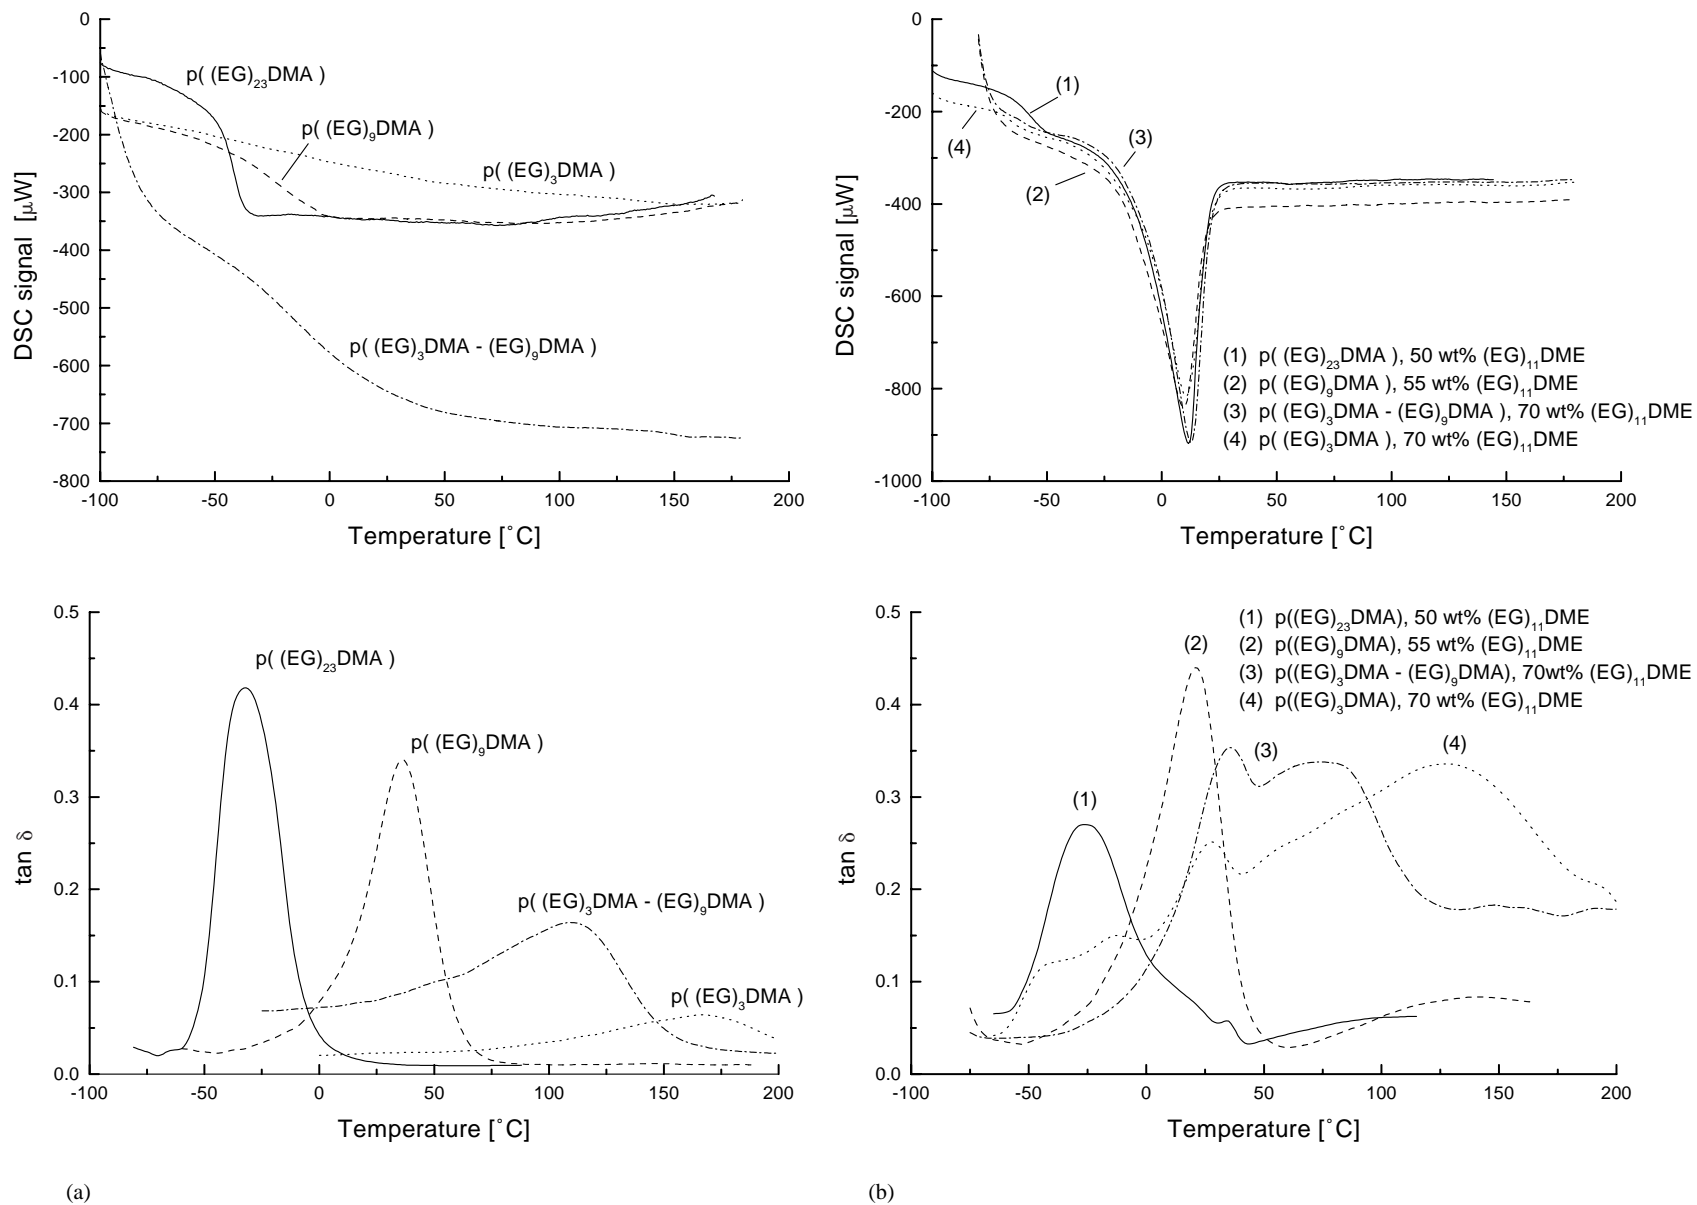 0
-100
-200
-300
-400
-500
-600
-700
-800
DSC signal [μW]
p( (EG)23DMA )
p( (EG)9DMA )
p( (EG)3DMA )
p( (EG)3DMA - (EG)9DMA )
-100 -50 0 50 100 150 200
Temperature [˚C]
0
-200
-400
-600
-800
-1000
DSC signal [μW]
(1)
(4)
(3)
(2)
(1) p( (EG)23DMA ), 50 wt% (EG)11DME
(2) p( (EG)9DMA ), 55 wt% (EG)11DME
(3) p( (EG)3DMA - (EG)9DMA ), 70 wt% (EG)11DME
(4) p( (EG)3DMA ), 70 wt% (EG)11DME
-100 -50 0 50 100 150 200
Temperature [˚C]
0.5
0.4
0.3
0.2
0.1
0.0
tan δ
p( (EG)23DMA )
p( (EG)9DMA )
p( (EG)3DMA - (EG)9DMA )
p( (EG)3DMA )
-100 -50 0 50 100 150 200
Temperature [˚C]
0.5
0.4
0.3
0.2
0.1
0.0
tan δ
(1) p((EG)23DMA), 50 wt% (EG)11DME
(2) p((EG)9DMA), 55 wt% (EG)11DME
(3) p((EG)3DMA - (EG)9DMA), 70wt% (EG)11DME
(4) p((EG)3DMA), 70 wt% (EG)11DME
(2)
(3)
(4)
(1)
-100 -50 0 50 100 150 200
Temperature [˚C]
(a)
(b)